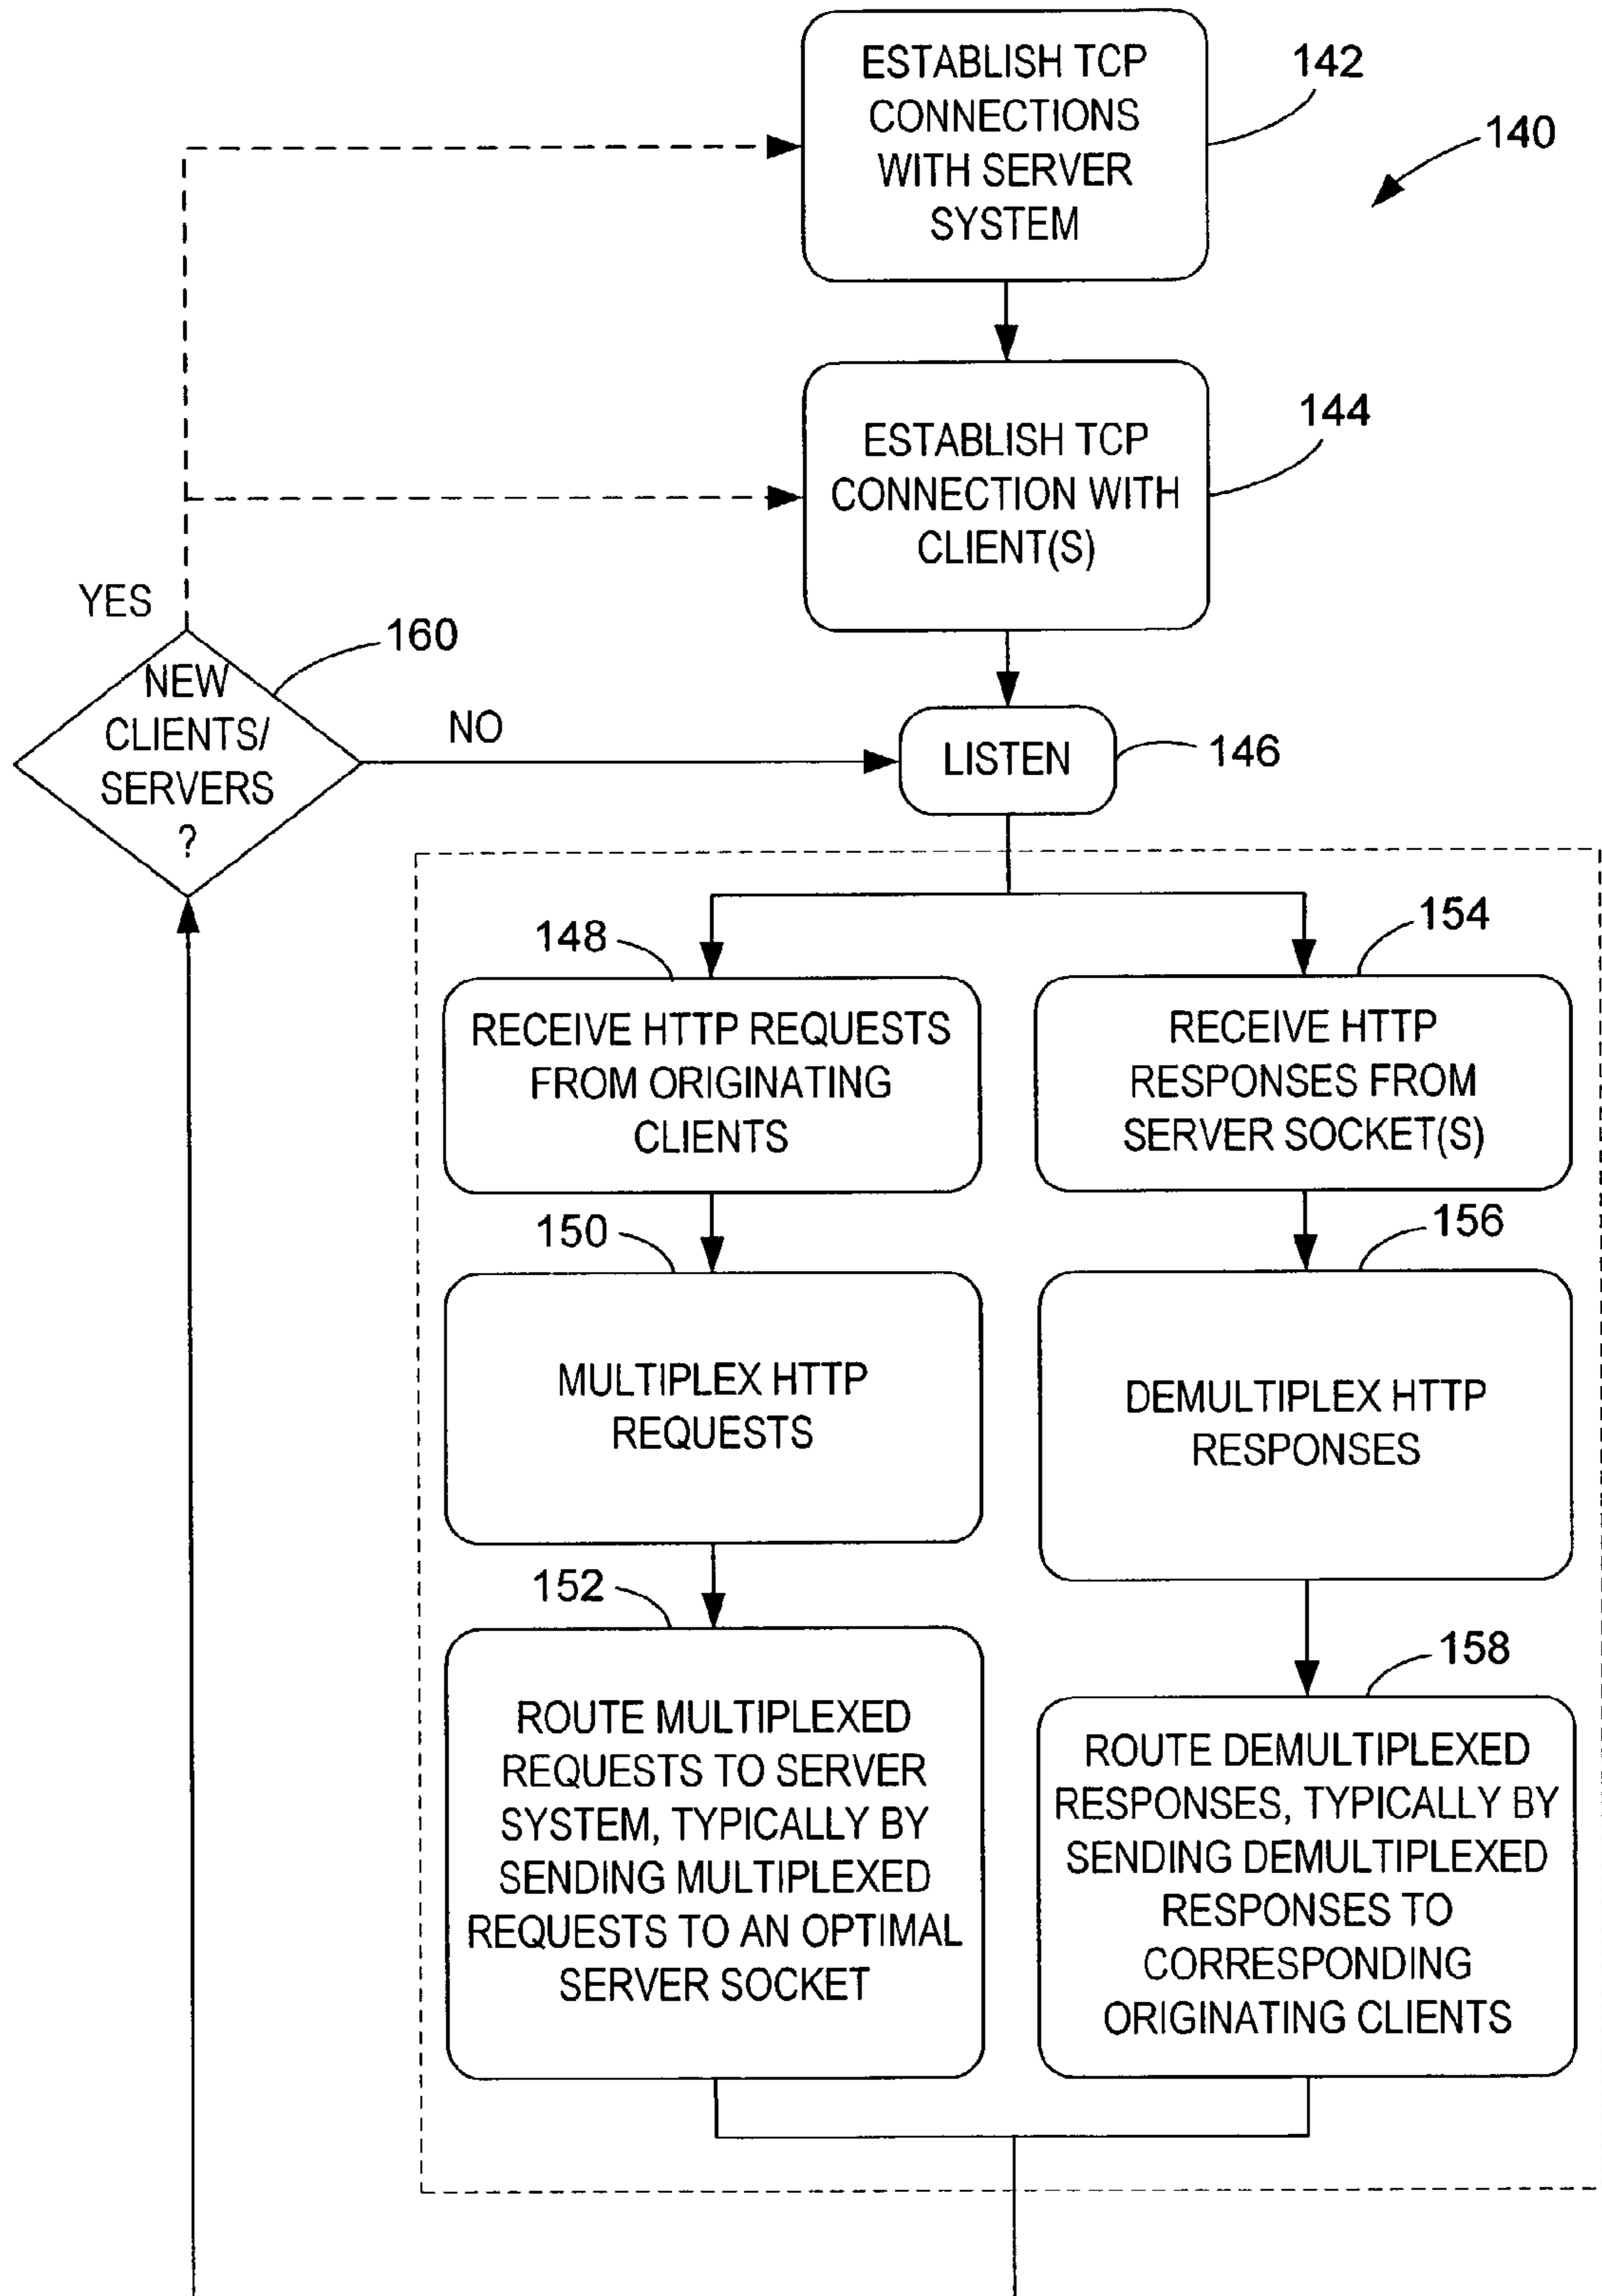 ESTABLISH TCP
CONNECTIONS
WITH SERVER
SYSTEM
142
140
ESTABLISH TCP
CONNECTION WITH
CLIENT(S)
144
YES
160
NEW
CLIENTS/
SERVERS
?
NO
LISTEN
146
148
154
RECEIVE HTTP REQUESTS
FROM ORIGINATING
CLIENTS
RECEIVE HTTP
RESPONSES FROM
SERVER SOCKET(S)
150
156
MULTIPLEX HTTP
REQUESTS
DEMULTIPLEX HTTP
RESPONSES
152
158
ROUTE MULTIPLEXED
REQUESTS TO SERVER
SYSTEM, TYPICALLY BY
SENDING MULTIPLEXED
REQUESTS TO AN OPTIMAL
SERVER SOCKET
ROUTE DEMULTIPLEXED
RESPONSES, TYPICALLY BY
SENDING DEMULTIPLEXED
RESPONSES TO
CORRESPONDING
ORIGINATING CLIENTS